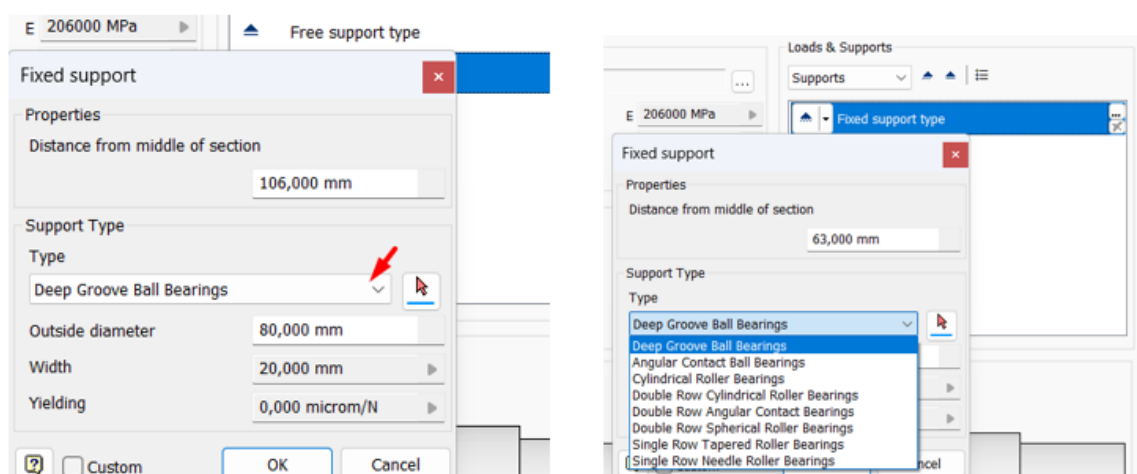 E 206000 MPa
Free support type
Fixed support
Properties
Distance from middle of section
106,000 mm
Support Type
Type
Deep Groove Ball Bearings
Outside diameter
80,000 mm
Width
20,000 mm
Yielding
0,000 microm/N
Custom
OK
Cancel
Loads & Supports
Supports
...
E 206000 MPa
Fixed support type
...
Fixed support
Properties
Distance from middle of section
63,000 mm
Support Type
Type
Deep Groove Ball Bearings
Deep Groove Ball Bearings
Angular Contact Ball Bearings
Cylindrical Roller Bearings
Double Row Cylindrical Roller Bearings
Double Row Angular Contact Bearings
Double Row Spherical Roller Bearings
Single Row Tapered Roller Bearings
Single Row Needle Roller Bearings